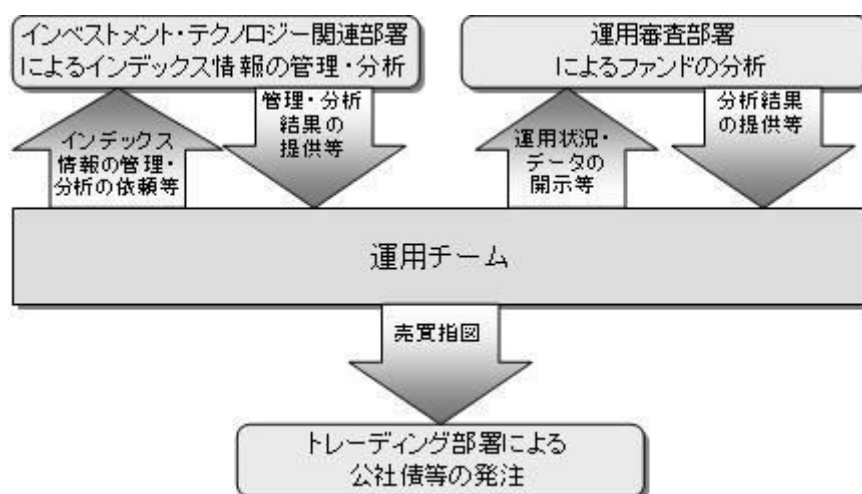 インベストメント・テクノロジー関連部署
によるインデックス情報の管理・分析
運用審査部署
によるファンドの分析
インデックス
情報の管理・
分析の依頼等
管理・分析
結果の
提供等
運用状況・
データの
開示等
分析結果
の提供等
運用チーム
売買指図
トレーディング部署による
公社債等の発注